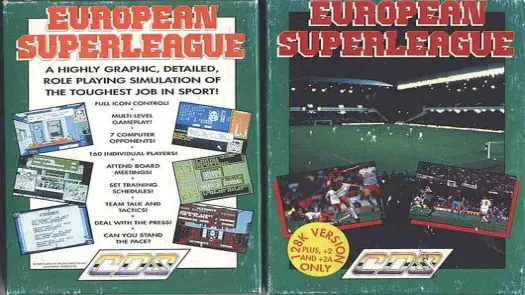 EUROPEAN
SUPERLEAGUE
A HIGHLY GRAPHIC, DETAILED,
ROLE PLAYING SIMULATION OF
THE TOUGHEST JOB IN SPORT!
FULL ICON CONTROL!
MULTI-LEVEL
GAMEPLAY!
7 COMPUTER
OPPONENTS!
160 INDIVIDUAL PLAYERS!
ATTEND BOARD
MEETINGS!
SET TRAINING
SCHEDULES!
TEAM TALK AND
TACTICS!
DEAL WITH THE PRESS!
CAN YOU STAND
THE PACE?
CDS
EUROPEAN
SUPERLEAGUE
128K VERSION
PLUS, +2
AND +2A
ONLY
CDS